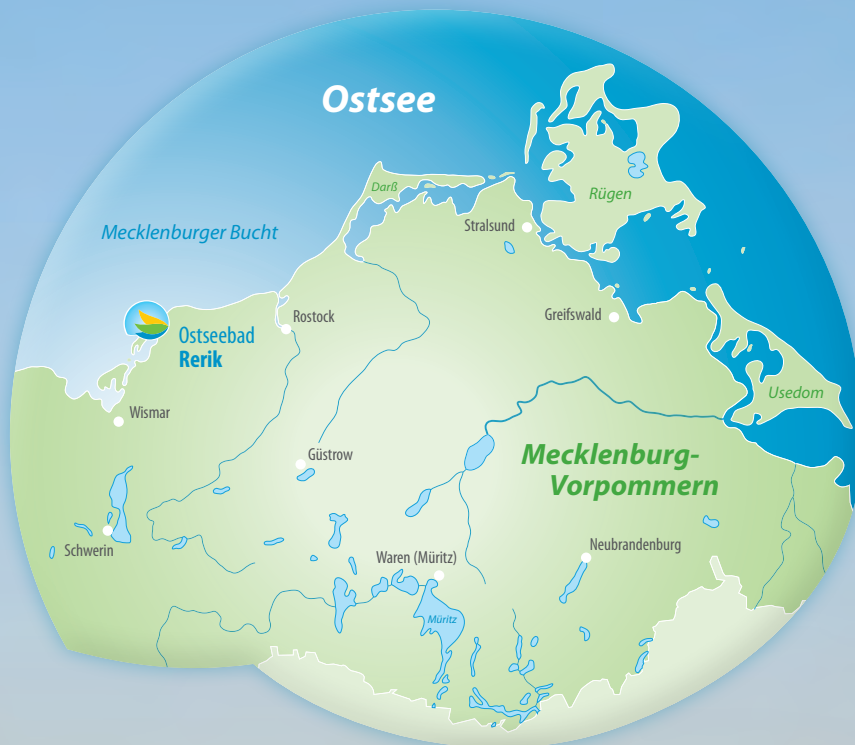 Ostsee
Darß
Rügen
Stralsund
Mecklenburger Bucht
Rostock
Greifswald
Ostseebad
Rerik
Usedom
Wismar
Güstrow
Mecklenburg-
Vorpommern
Schwerin
Waren (Müritz)
Neubrandenburg
Müritz